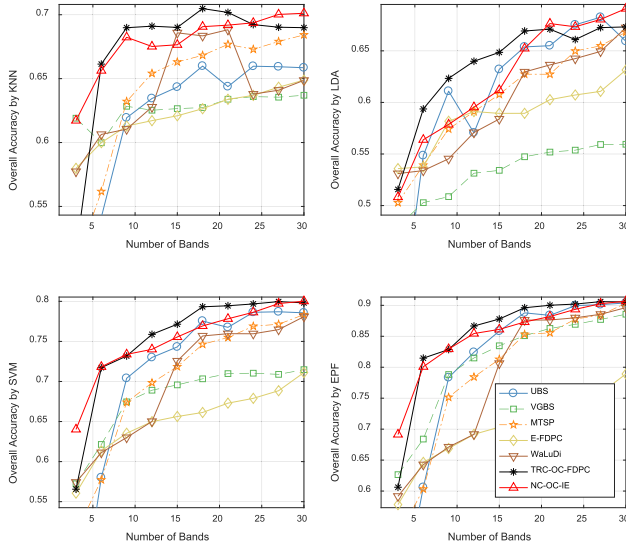 Overall Accuracy by KNN
0.7
0.65
0.6
0.55
5 10 15 20 25 30
Number of Bands
Overall Accuracy by LDA
0.65
0.6
0.55
0.5
5 10 15 20 25 30
Number of Bands
Overall Accuracy by SVM
0.8
0.75
0.7
0.65
0.6
0.55
5 10 15 20 25 30
Number of Bands
Overall Accuracy by EPF
0.9
0.85
0.8
0.75
0.7
0.65
0.6
5 10 15 20 25 30
Number of Bands
UBS
VGBS
MTSP
E-FDPC
WaLuDi
TRC-OC-FDPC
NC-OC-IE